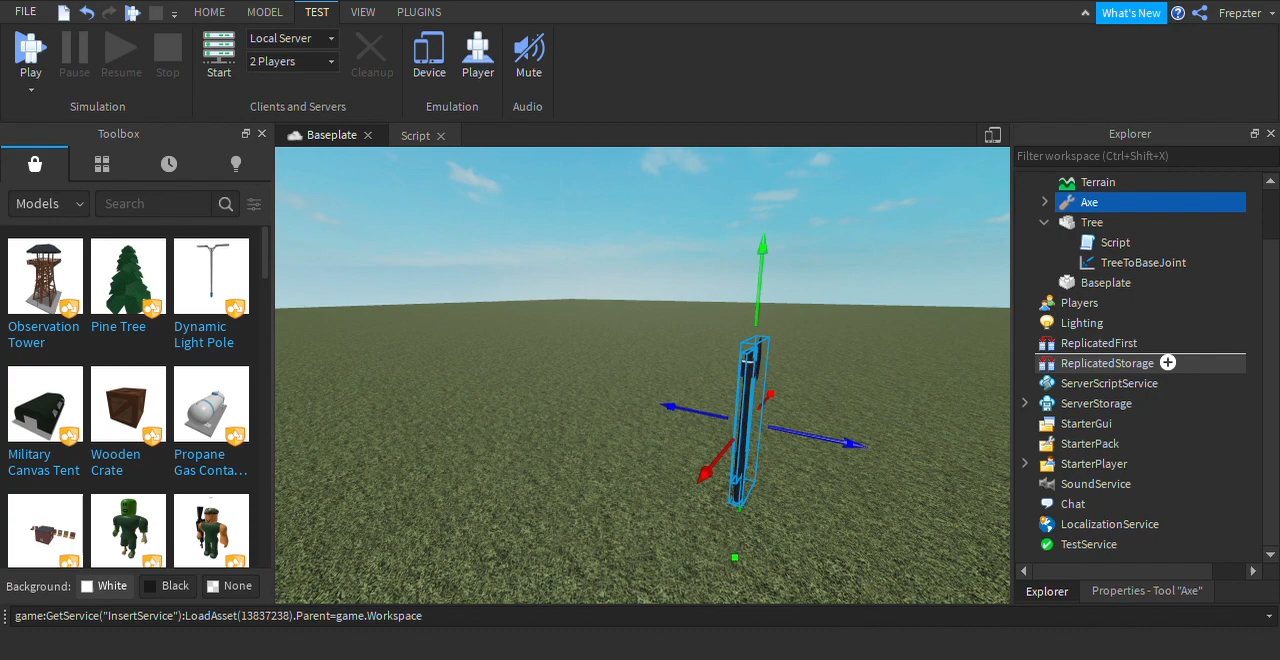 FILE
HOME
MODEL
TEST
VIEW
PLUGINS
What's New
Frepzter
Play
Pause
Resume
Stop
Simulation
Start
Local Server
2 Players
Cleanup
Clients and Servers
Device
Player
Emulation
Mute
Audio
Toolbox
Models
Search
Observation
Tower
Pine Tree
Dynamic
Light Pole
Military
Canvas Tent
Wooden
Crate
Propane
Gas Conta...
Background:
White
Black
None
Baseplate
Script
Explorer
Filter workspace (Ctrl+Shift+X)
Terrain
Axe
Tree
Script
TreeToBaseJoint
Baseplate
Players
Lighting
ReplicatedFirst
ReplicatedStorage
ServerScriptService
ServerStorage
StarterGui
StarterPack
StarterPlayer
SoundService
Chat
LocalizationService
TestService
Explorer
Properties - Tool "Axe"
game:GetService("InsertService"):LoadAsset(13837238).Parent=game.Workspace